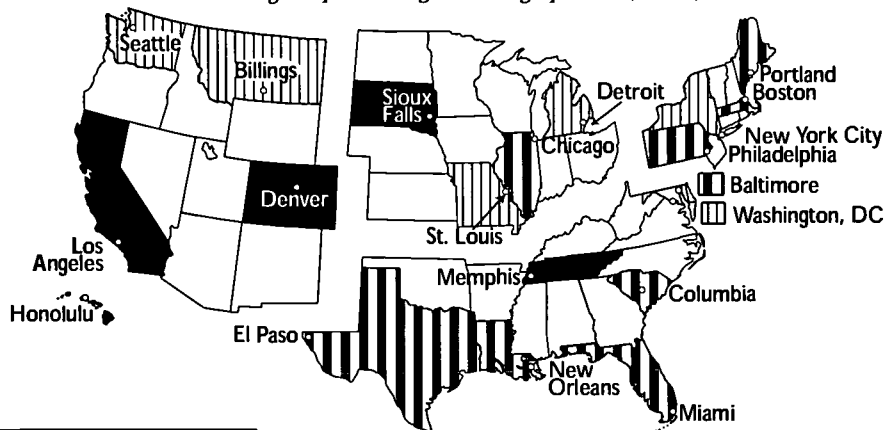 Seattle
Billings
Sioux
Falls
Detroit
Portland
Boston
Chicago
New York City
Philadelphia
Baltimore
Washington, DC
Denver
St. Louis
Los
Angeles
Memphis
Columbia
Honolulu
El Paso
New
Orleans
Miami